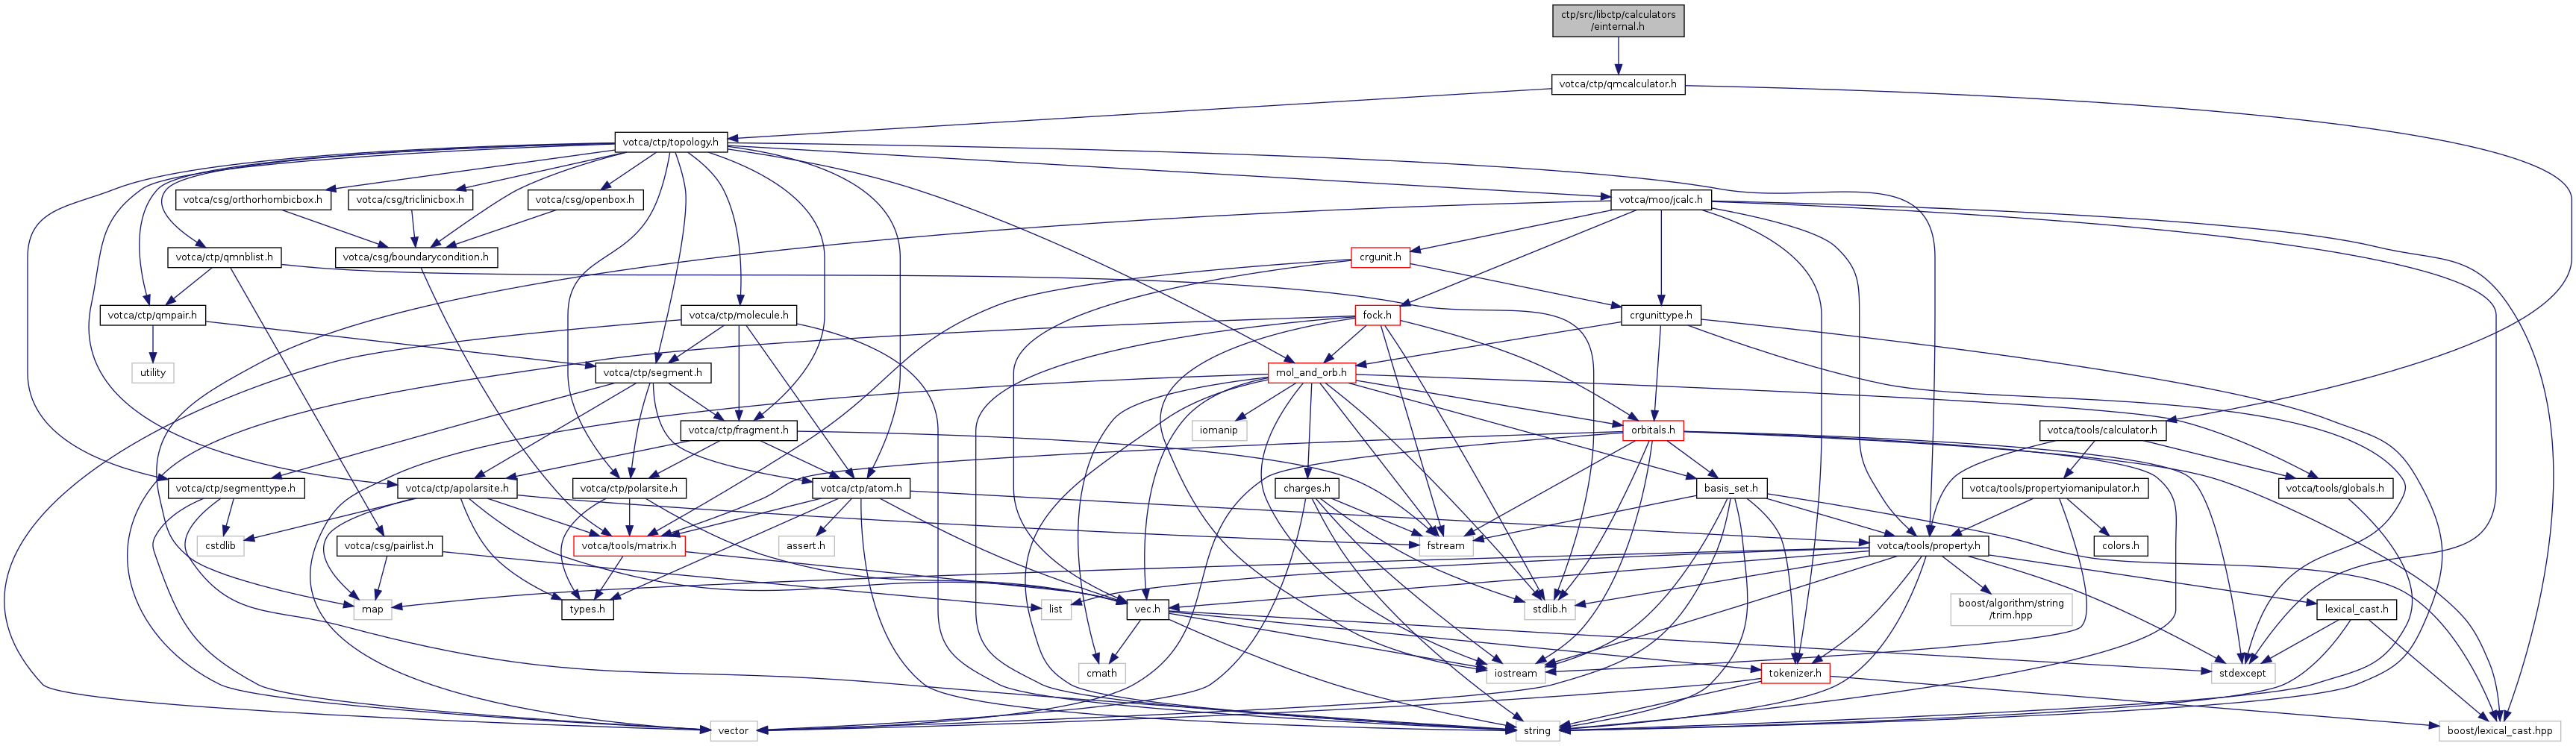 ctp/src/libctp/calculators
/einternal.h
votca/ctp/qmcalculator.h
votca/ctp/topology.h
votca/csg/orthorhombicbox.h
votca/csg/triclinicbox.h
votca/csg/openbox.h
votca/moo/jcalc.h
votca/ctp/qmnblist.h
votca/csg/boundarycondition.h
crgunit.h
votca/ctp/qmpair.h
votca/ctp/molecule.h
fock.h
crgunittype.h
utility
votca/ctp/segment.h
mol_and_orb.h
votca/ctp/fragment.h
iomanip
orbitals.h
votca/tools/calculator.h
votca/ctp/segmenttype.h
votca/ctp/apolarsite.h
votca/ctp/polarsite.h
votca/ctp/atom.h
charges.h
basis_set.h
votca/tools/propertyiomanipulator.h
votca/tools/globals.h
cstdlib
votca/csg/pairlist.h
votca/tools/matrix.h
assert.h
fstream
votca/tools/property.h
colors.h
map
types.h
list
vec.h
stdlib.h
boost/algorithm/string
/trim.hpp
lexical_cast.h
cmath
iostream
tokenizer.h
stdexcept
vector
string
boost/lexical_cast.hpp